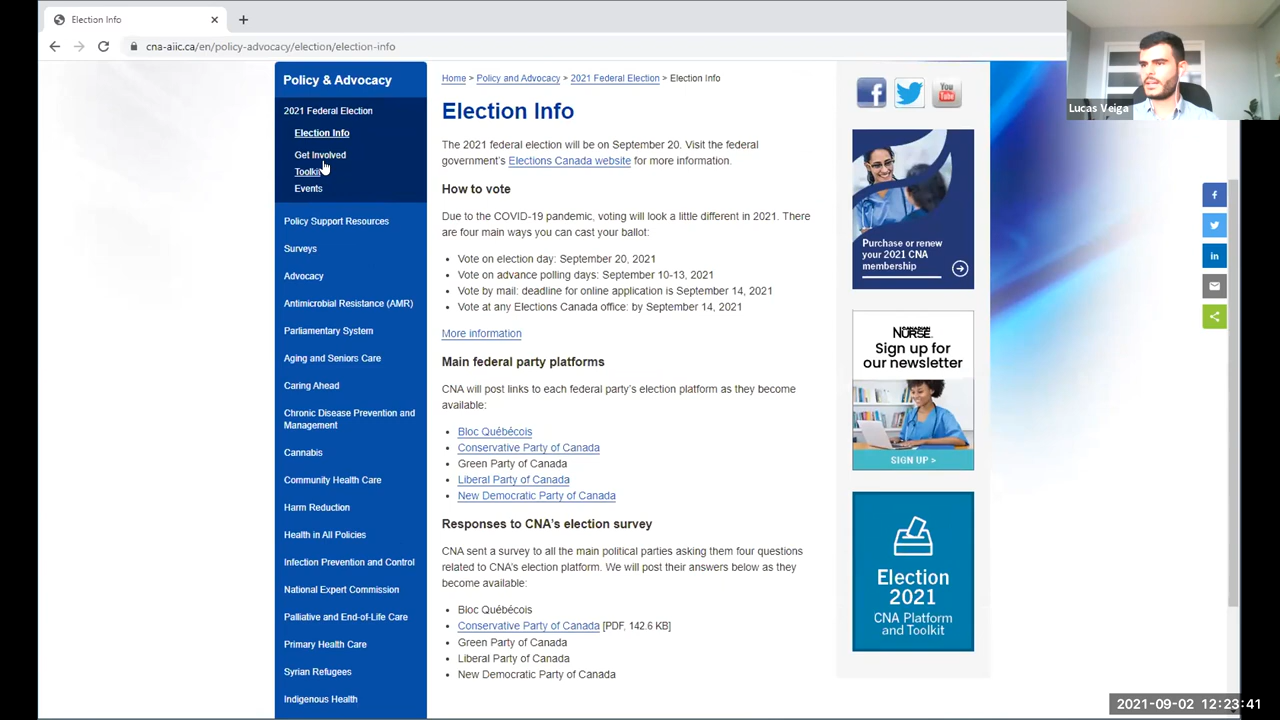 Election Info
cna-aiic.ca/en/policy-advocacy/election/election-info
Lucas Veiga
Policy & Advocacy
2021 Federal Election
Election Info
Get Involved
Toolkit
Events
Policy Support Resources
Surveys
Advocacy
Antimicrobial Resistance (AMR)
Parliamentary System
Aging and Seniors Care
Caring Ahead
Chronic Disease Prevention and
Management
Cannabis
Community Health Care
Harm Reduction
Health in All Policies
Infection Prevention and Control
National Expert Commission
Palliative and End-of-Life Care
Primary Health Care
Syrian Refugees
Indigenous Health
Home > Policy and Advocacy > 2021 Federal Election > Election Info
Election Info
The 2021 federal election will be on September 20. Visit the federal
government's Elections Canada website for more information.
How to vote
Due to the COVID-19 pandemic, voting will look a little different in 2021. There
are four main ways you can cast your ballot:
• Vote on election day: September 20, 2021
• Vote on advance polling days: September 10-13, 2021
• Vote by mail: deadline for online application is September 14, 2021
• Vote at any Elections Canada office: by September 14, 2021
More information
Main federal party platforms
CNA will post links to each federal party's election platform as they become
available:
• Bloc Québécois
• Conservative Party of Canada
• Green Party of Canada
• Liberal Party of Canada
• New Democratic Party of Canada
Responses to CNA's election survey
CNA sent a survey to all the main political parties asking them four questions
related to CNA's election platform. We will post their answers below as they
become available:
• Bloc Québécois
• Conservative Party of Canada [PDF, 142.6 KB]
• Green Party of Canada
• Liberal Party of Canada
• New Democratic Party of Canada
You
Tube
Purchase or renew
your 2021 CNA
membership
CANADIAN
NURSE
Sign up for
our newsletter
SIGN UP >
Election
2021
CNA Platform
and Toolkit
in
2021-09-02 12:23:41